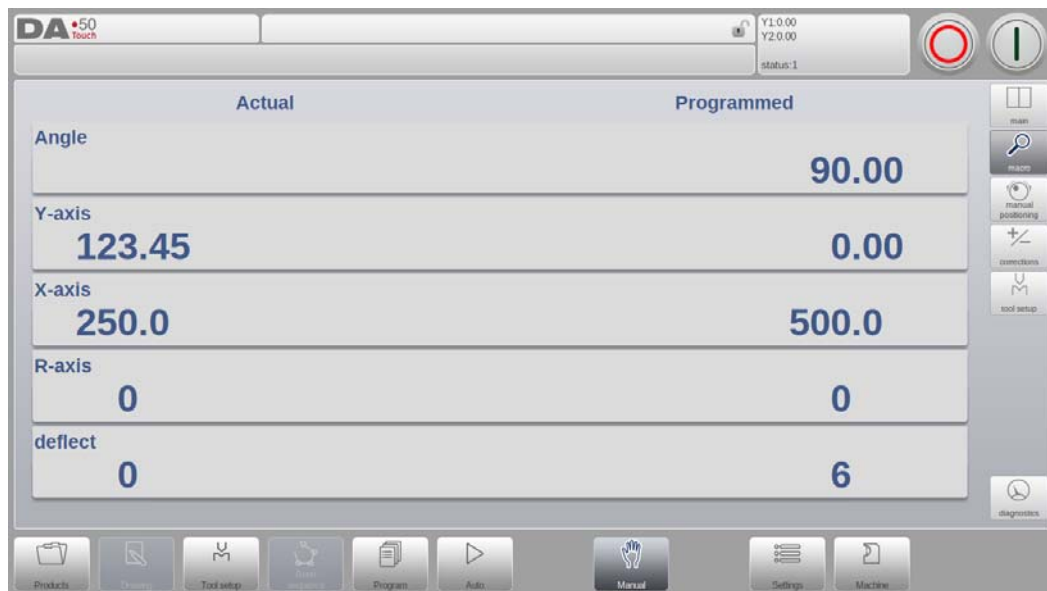 DA•50
Touch
Y1:0.00
Y2:0.00
status:1
Actual Programmed
Angle
90.00
Y-axis
123.45 0.00
X-axis
250.0 500.0
R-axis
0 0
deflect
0 6
main
macro
manual
positioning
corrections
tool setup
diagnostics
Products Drawing Tool setup Bend
sequence Program Auto Manual Settings Machine